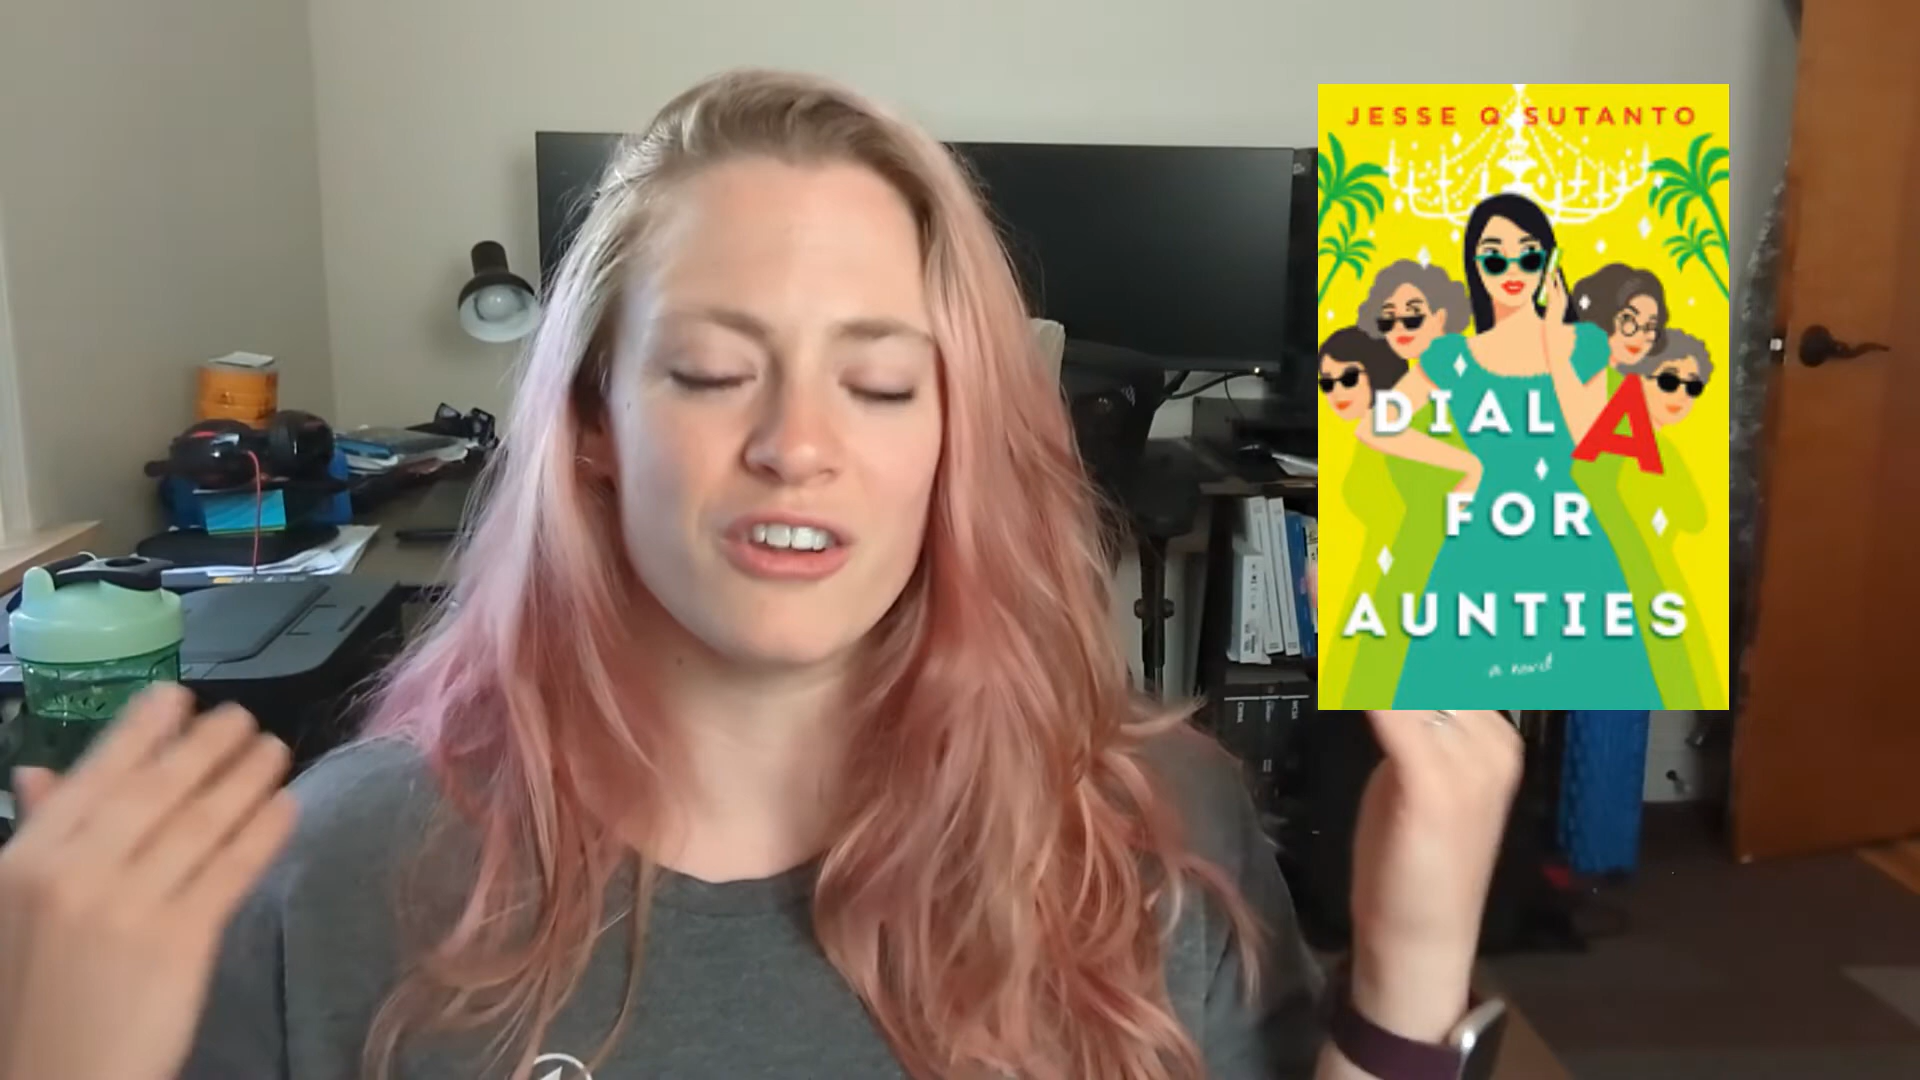 JESSE Q SUTANTO
DIAL A
FOR
AUNTIES
a novel